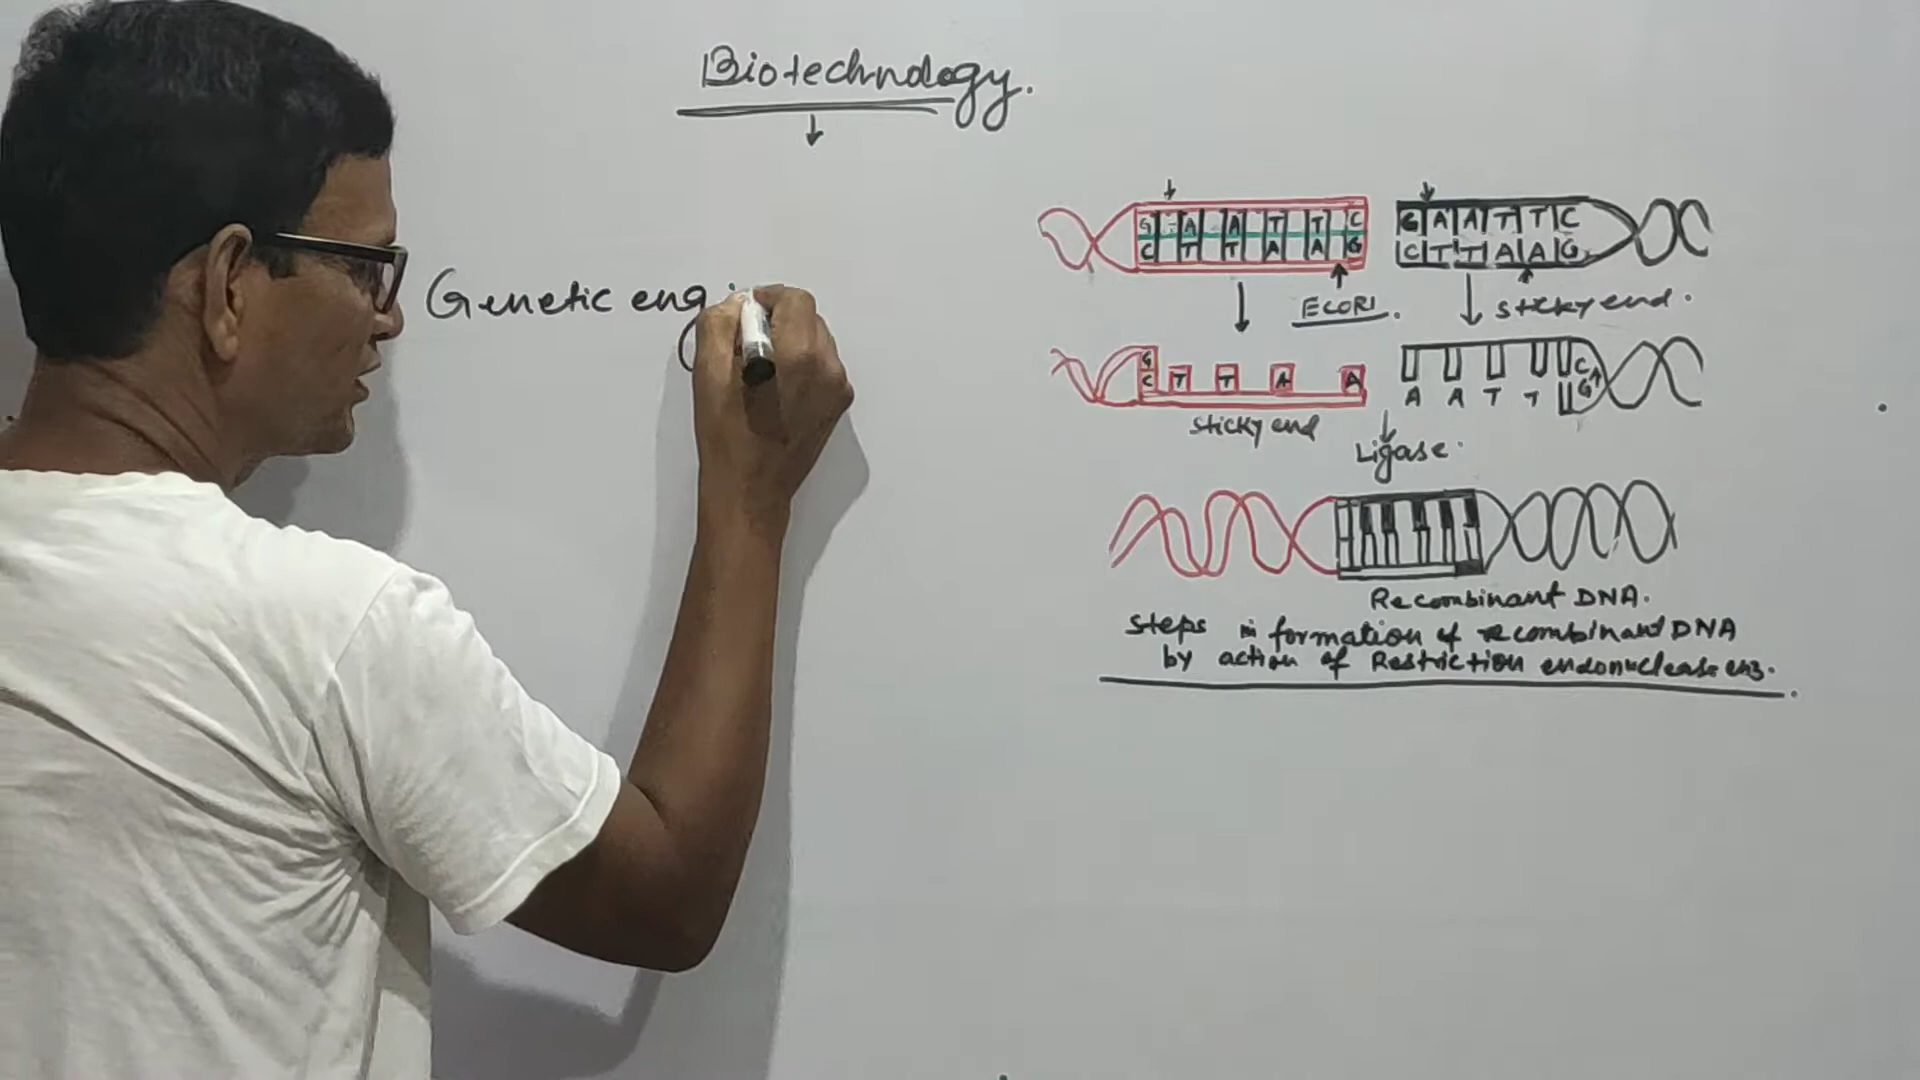 Biotechnology.
Genetic engi
G A A T T C
C T T A A G
G A A T T C
C T T A A G
ECORI.
Sticky end.
G
C T T A A
C
G
A A T T
Sticky end
Ligase.
Recombinant DNA.
Steps in formation of recombinant DNA
by action of Restriction endonuclease enz.